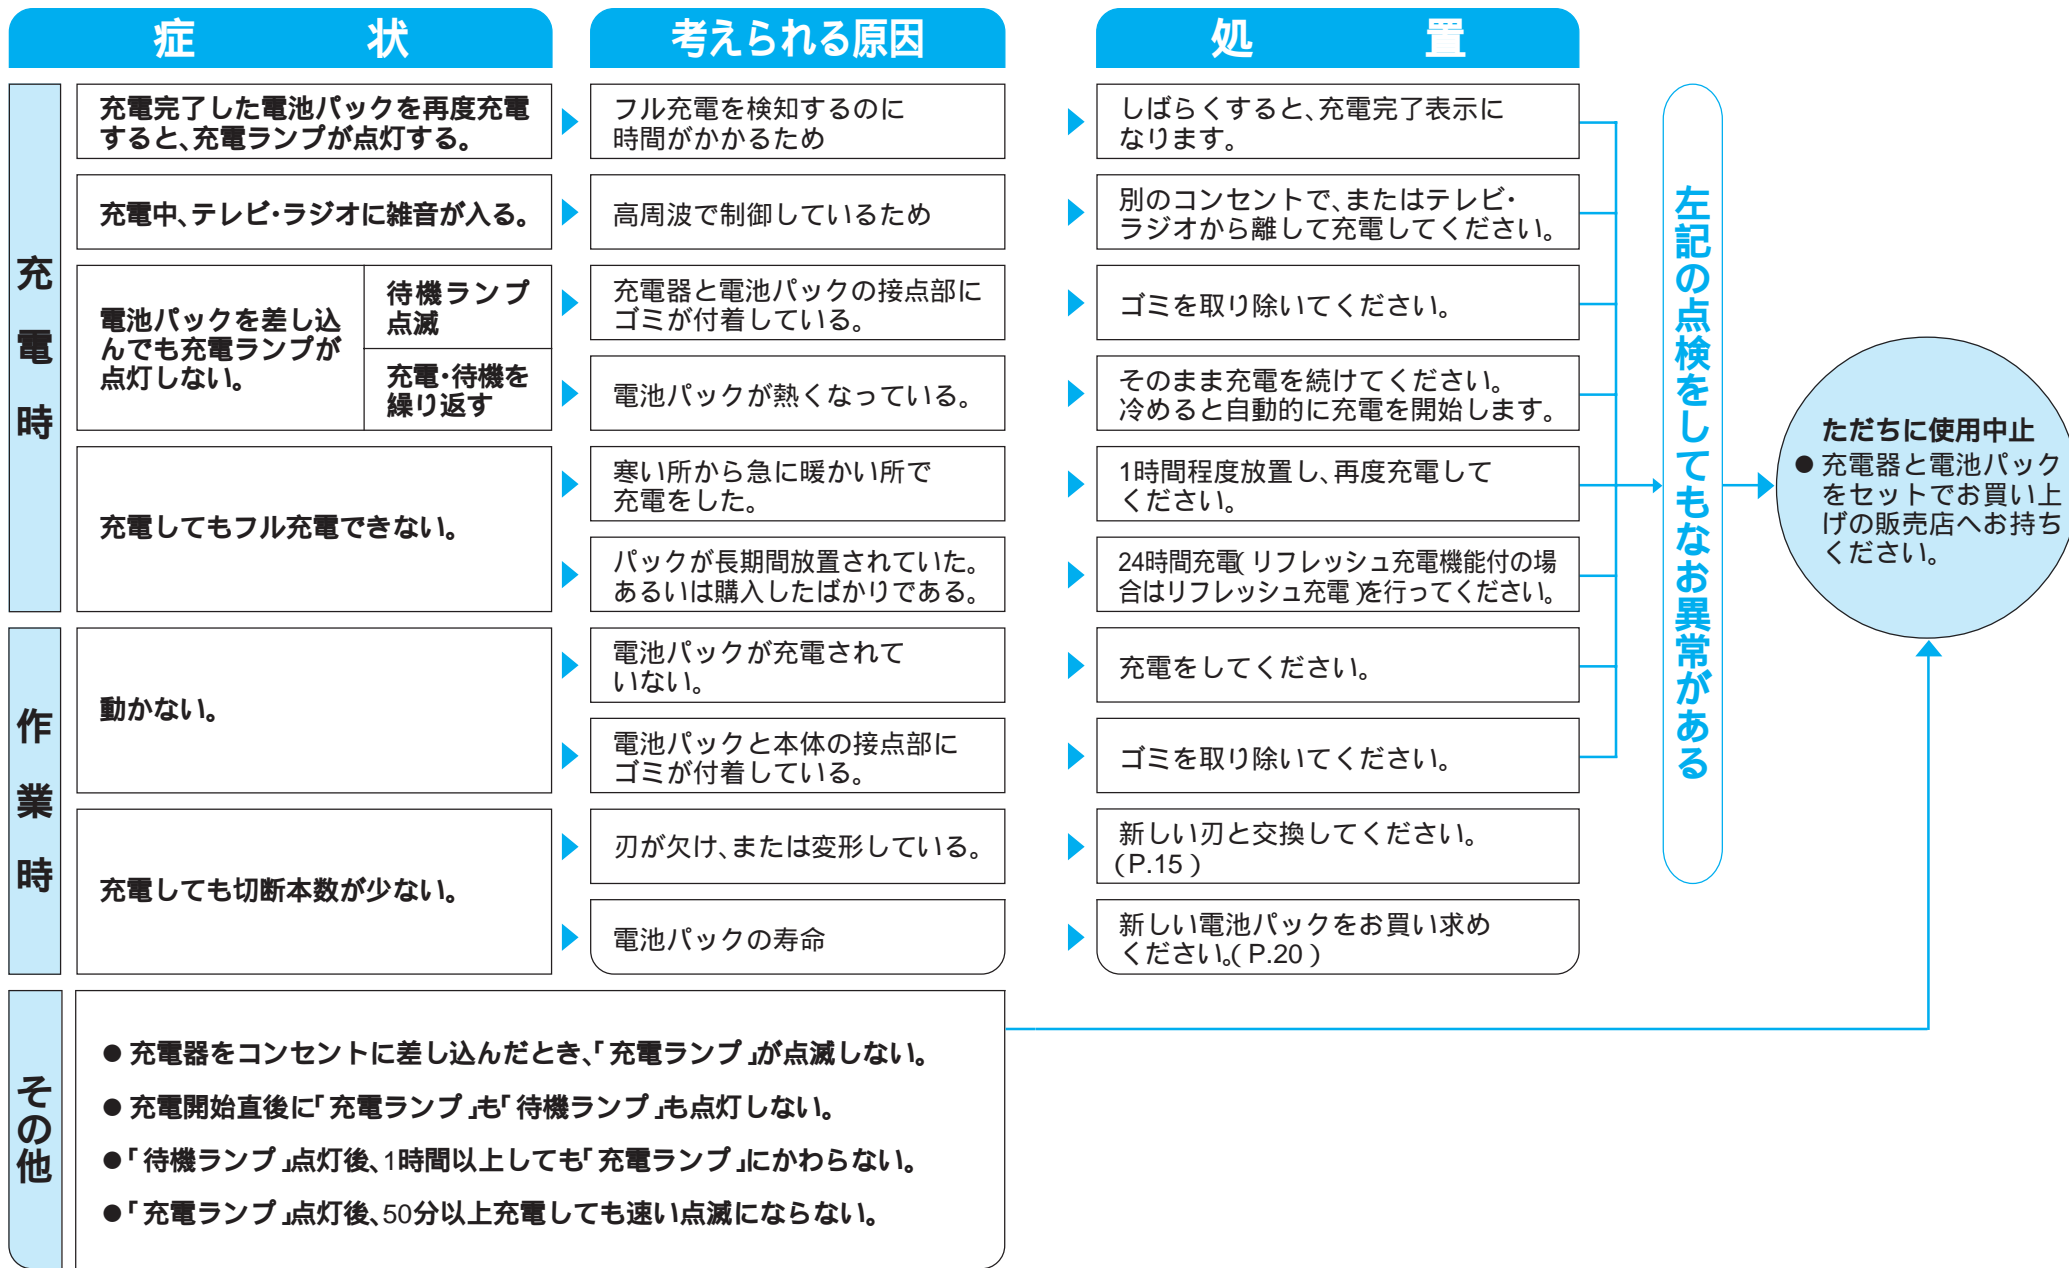 症状
考えられる原因
処置
充電時
充電完了した電池パックを再度充電
すると、充電ランプが点灯する。
フル充電を検知するのに
時間がかかるため
しばらくすると、充電完了表示に
なります。
充電中、テレビ・ラジオに雑音が入る。
高周波で制御しているため
別のコンセントで、またはテレビ・
ラジオから離して充電してください。
電池パックを差し込
んでも充電ランプが
点灯しない。
待機ランプ
点滅
充電器と電池パックの接点部に
ゴミが付着している。
ゴミを取り除いてください。
充電・待機を
繰り返す
電池パックが熱くなっている。
そのまま充電を続けてください。
冷めると自動的に充電を開始します。
充電してもフル充電できない。
寒い所から急に暖かい所で
充電をした。
1時間程度放置し、再度充電して
ください。
パックが長期間放置されていた。
あるいは購入したばかりである。
24時間充電(リフレッシュ充電機能付の場
合はリフレッシュ充電)を行ってください。
作業時
動かない。
電池パックが充電されて
いない。
充電をしてください。
電池パックと本体の接点部に
ゴミが付着している。
ゴミを取り除いてください。
充電しても切断本数が少ない。
刃が欠け、または変形している。
新しい刃と交換してください。
(P.15)
電池パックの寿命
新しい電池パックをお買い求め
ください。(P.20)
左記の点検をしてもなお異常がある
ただちに使用中止
●充電器と電池パック
をセットでお買い上
げの販売店へお持ち
ください。
その他
●充電器をコンセントに差し込んだとき、「充電ランプ」が点滅しない。
●充電開始直後に「充電ランプ」も「待機ランプ」も点灯しない。
●「待機ランプ」点灯後、1時間以上しても「充電ランプ」にかわらない。
●「充電ランプ」点灯後、50分以上充電しても速い点滅にならない。